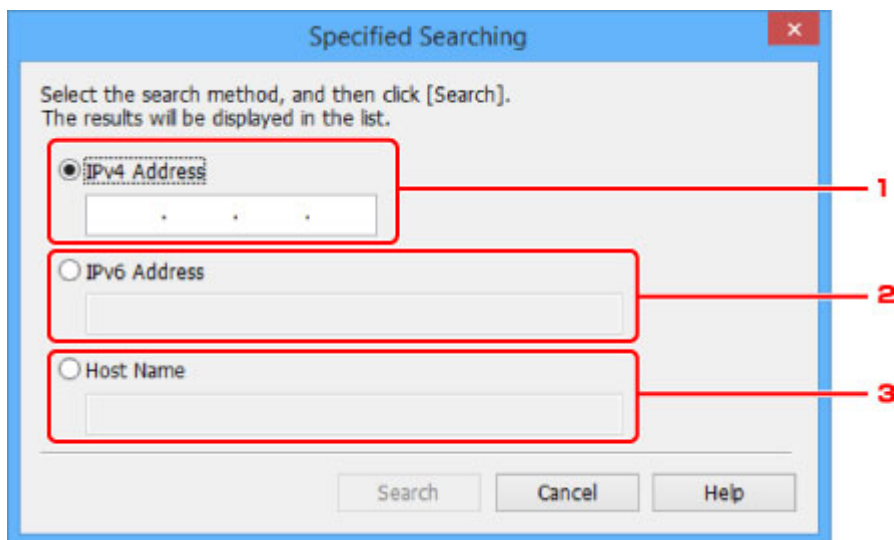 Specified Searching
Select the search method, and then click [Search].
The results will be displayed in the list.
IPv4 Address
. . .
1
IPv6 Address
2
Host Name
3
Search Cancel Help